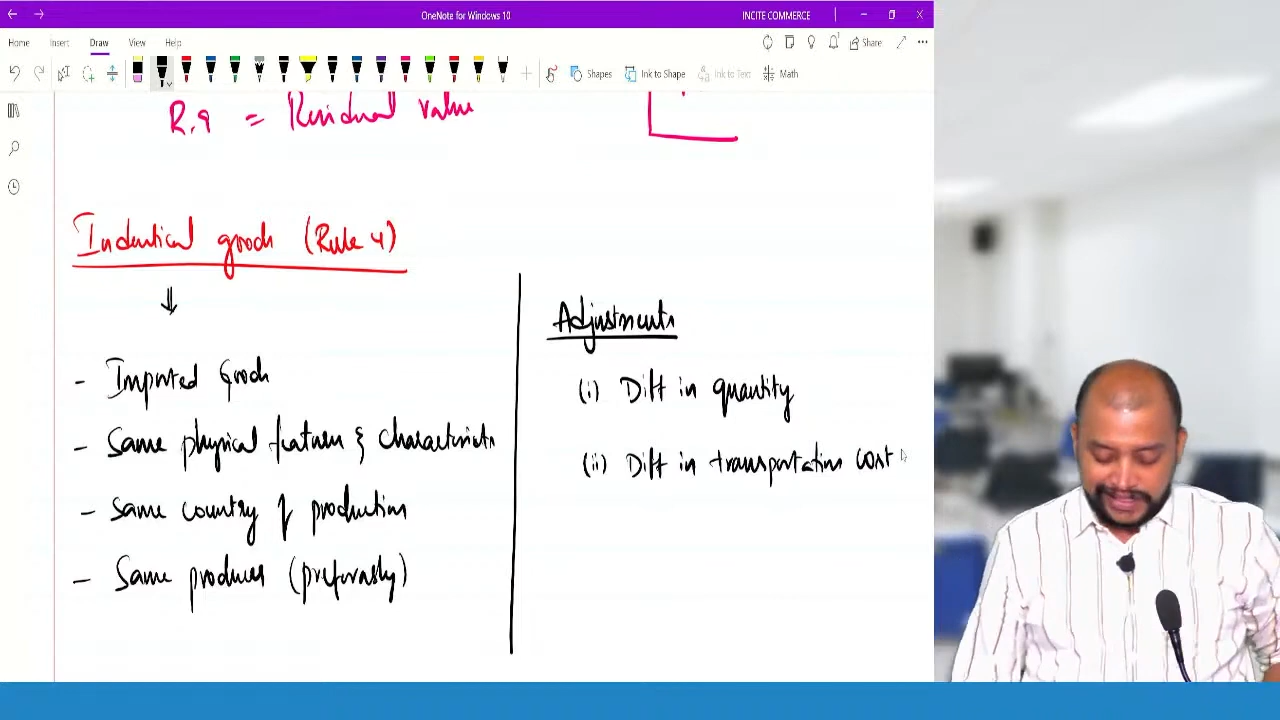 OneNote for Windows 10
INCITE COMMERCE
Home Insert Draw View Help
Share
Shapes Ink to Shape Ink to Text Math
R.9 = Residual value
Indentical goods (Rule 4)
Adjustments
- Imported Goods
(i) Diff in quantity
- Same physical features & characteristics
(ii) Diff in transportation cost
- Same country of production
- Same producer (preferably)